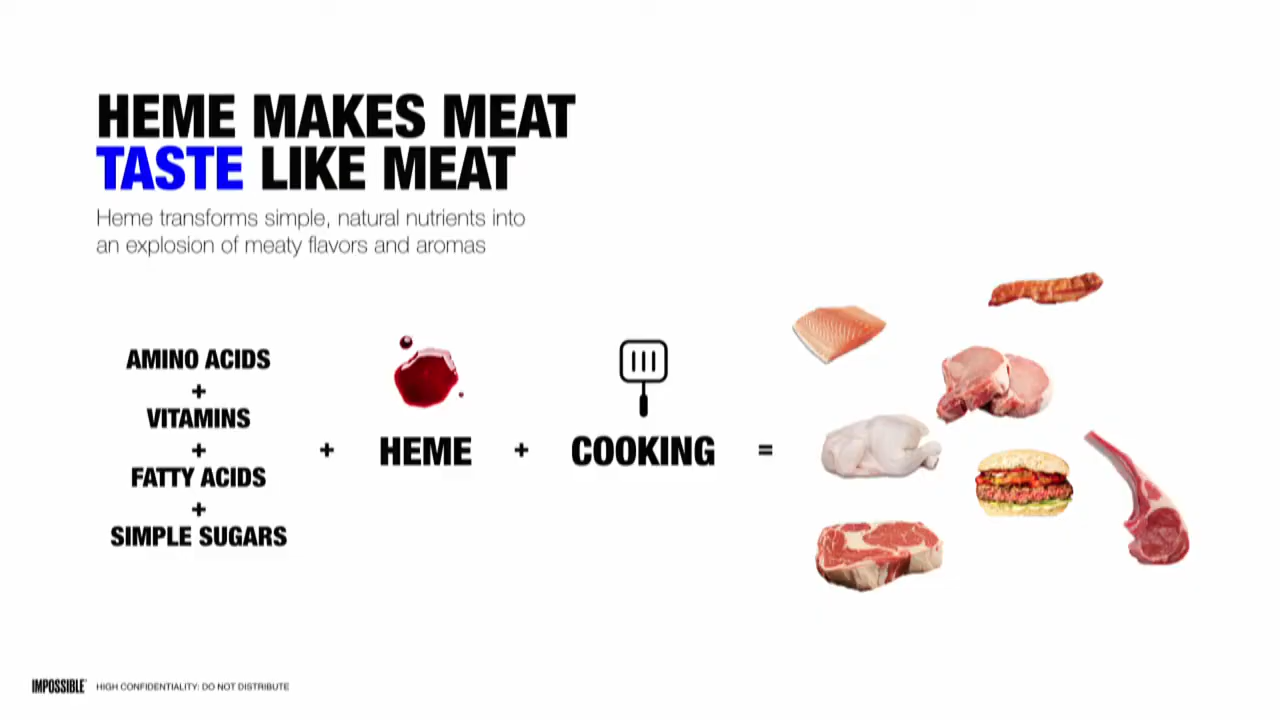 HEME MAKES MEAT
TASTE LIKE MEAT
Heme transforms simple, natural nutrients into
an explosion of meaty flavors and aromas
AMINO ACIDS
+
VITAMINS
+
FATTY ACIDS
+
SIMPLE SUGARS
+
HEME
+
COOKING
=
IMPOSSIBLE
HIGH CONFIDENTIALITY: DO NOT DISTRIBUTE